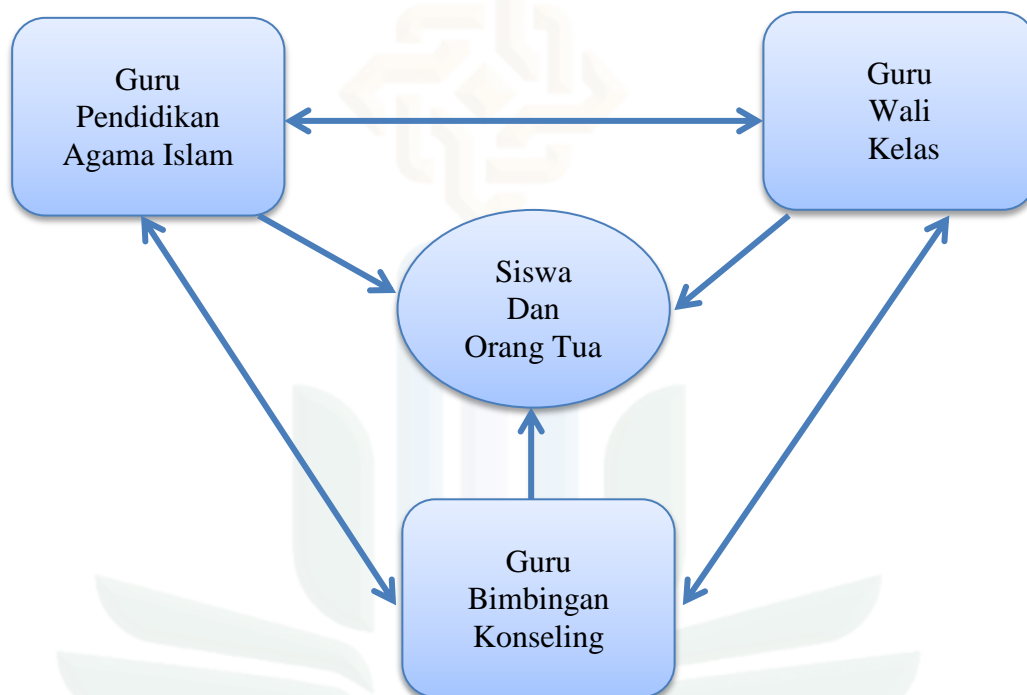 Guru
Pendidikan
Agama Islam
Guru
Wali
Kelas
Siswa
Dan
Orang Tua
Guru
Bimbingan
Konseling